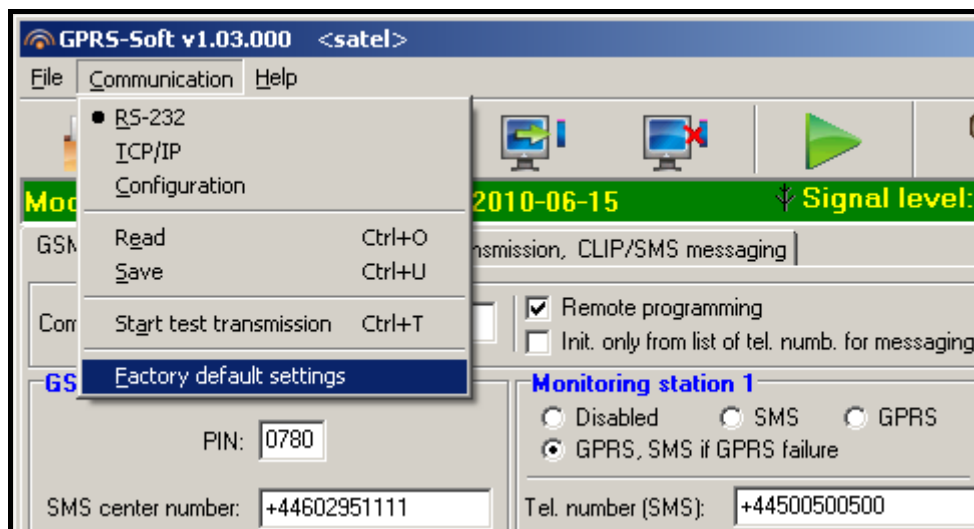 GPRS-Soft v1.03.000 <satel>
File Communication Help
RS-232
TCP/IP
Configuration
Read Ctrl+O
Save Ctrl+U
Start test transmission Ctrl+T
Factory default settings
2010-06-15 Signal level:
GSM CLIP/SMS messaging
Remote programming
Init. only from list of tel. numb. for messaging
Monitoring station 1
Disabled SMS GPRS
GPRS, SMS if GPRS failure
PIN: 0780
SMS center number: +44602951111
Tel. number (SMS): +44500500500